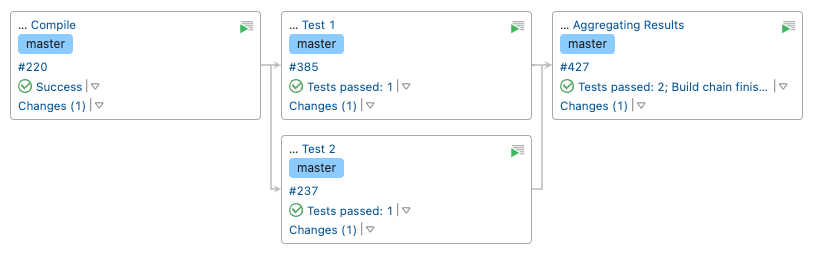 ... Compile
master
#220
Success
Changes (1)
... Test 1
master
#385
Tests passed: 1
Changes (1)
... Test 2
master
#237
Tests passed: 1
Changes (1)
... Aggregating Results
master
#427
Tests passed: 2; Build chain finis...
Changes (1)